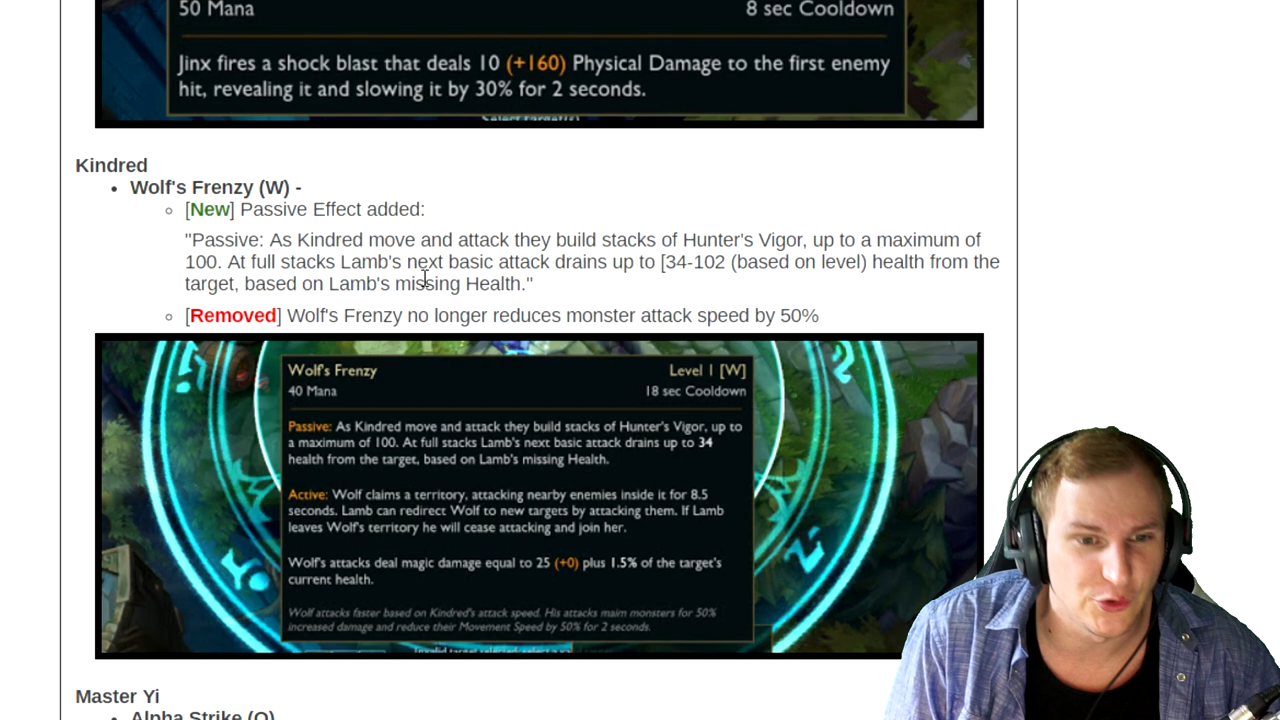 50 Mana 8 sec Cooldown
Jinx fires a shock blast that deals 10 (+160) Physical Damage to the first enemy
hit, revealing it and slowing it by 30% for 2 seconds.
Kindred
• Wolf's Frenzy (W) -
[New] Passive Effect added:
"Passive: As Kindred move and attack they build stacks of Hunter's Vigor, up to a maximum of
100. At full stacks Lamb's next basic attack drains up to [34-102 (based on level) health from the
target, based on Lamb's missing Health."
[Removed] Wolf's Frenzy no longer reduces monster attack speed by 50%
Wolf's Frenzy Level 1 [W]
40 Mana 18 sec Cooldown
Passive: As Kindred move and attack they build stacks of Hunter's Vigor, up to
a maximum of 100. At full stacks Lamb's next basic attack drains up to 34
health from the target, based on Lamb's missing Health.
Active: Wolf claims a territory, attacking nearby enemies inside it for 8.5
seconds. Lamb can redirect Wolf to new targets by attacking them. If Lamb
leaves Wolf's territory he will cease attacking and join her.
Wolf's attacks deal magic damage equal to 25 (+0) plus 1.5% of the target's
current health.
Wolf attacks faster based on Kindred's attack speed. His attacks maim monsters for 50%
increased damage and reduce their Movement Speed by 50% for 2 seconds.
Master Yi
• Alpha Strike (Q)